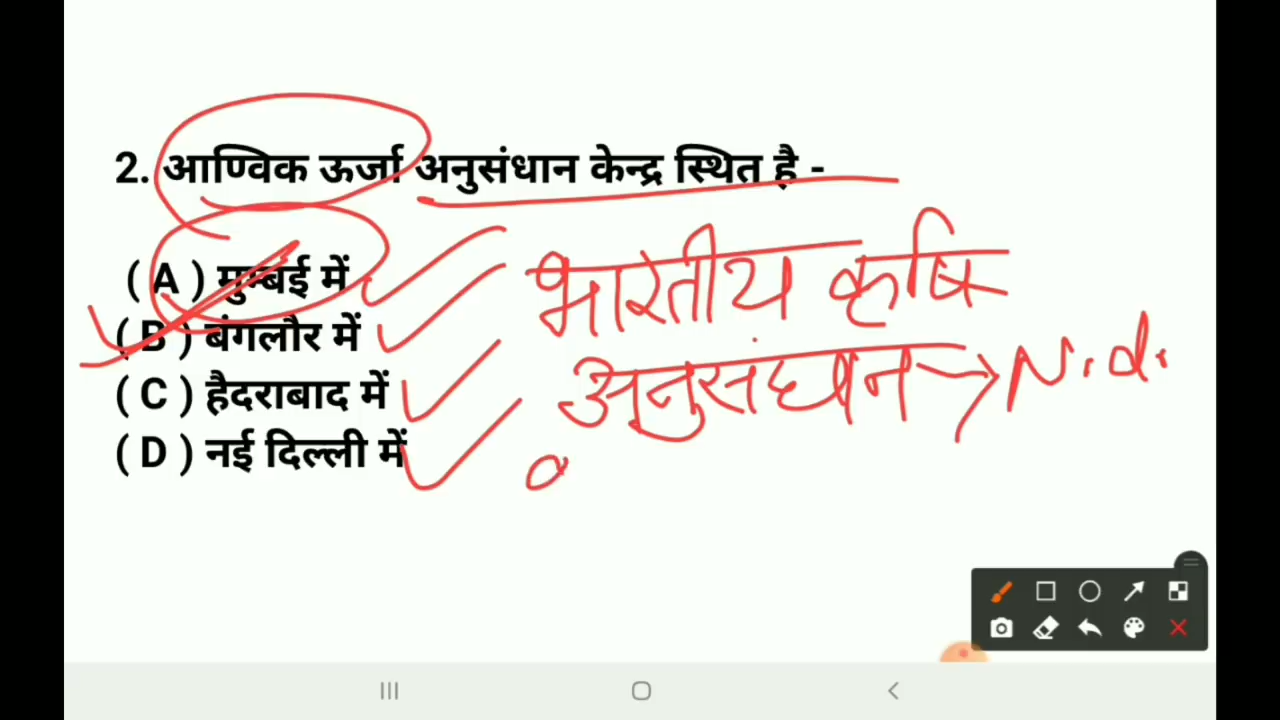 2. आण्विक ऊर्जा अनुसंधान केन्द्र स्थित है -
( A ) मुम्बई में
( B ) बंगलौर में
( C ) हैदराबाद में
( D ) नई दिल्ली में
भारतीय कृषि
अनुसंधान → N.d.